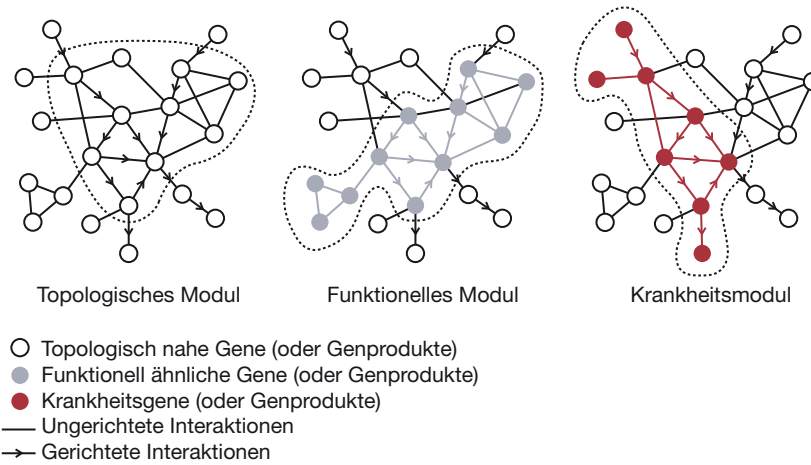 Topologisches Modul
Funktionelles Modul
Krankheitsmodul
Topologisch nahe Gene (oder Genprodukte)
Funktionell ähnliche Gene (oder Genprodukte)
Krankheitsgene (oder Genprodukte)
Ungerichtete Interaktionen
Gerichtete Interaktionen